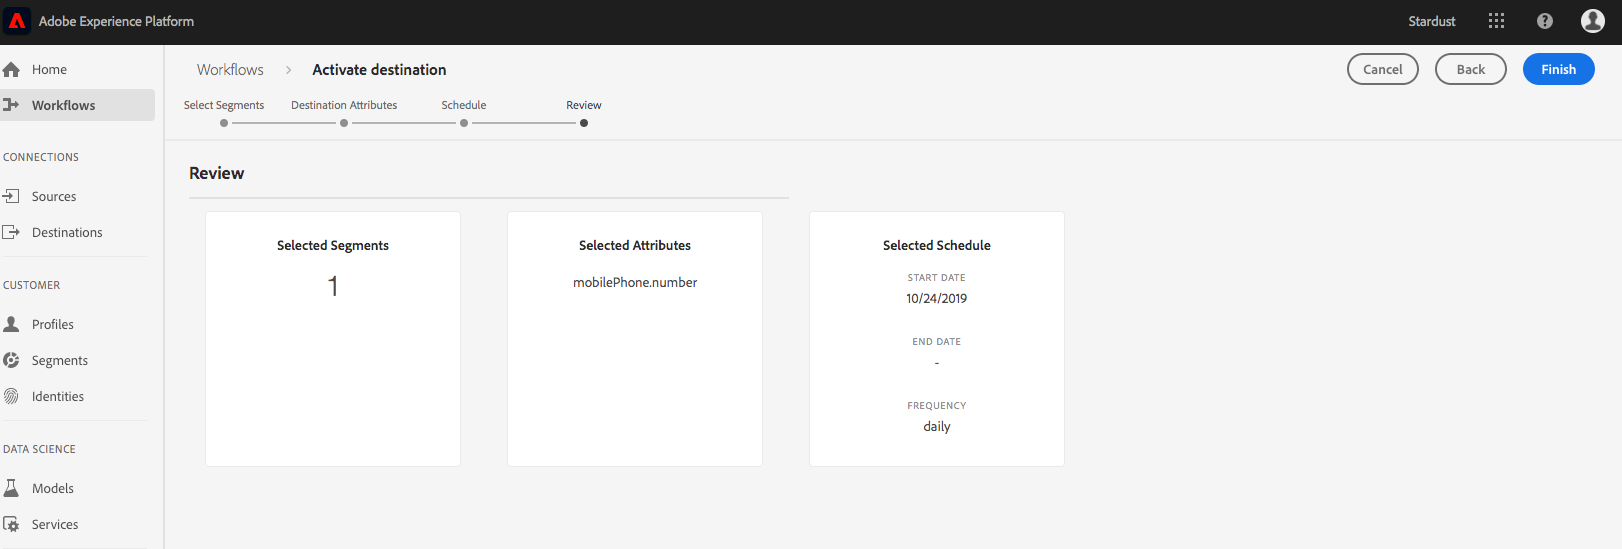 Adobe Experience Platform
Stardust
Home
Workflows
CONNECTIONS
Sources
Destinations
CUSTOMER
Profiles
Segments
Identities
DATA SCIENCE
Models
Services
Workflows > Activate destination
Cancel
Back
Finish
Select Segments
Destination Attributes
Schedule
Review
Review
Selected Segments
1
Selected Attributes
mobilePhone.number
Selected Schedule
START DATE
10/24/2019
END DATE
-
FREQUENCY
daily